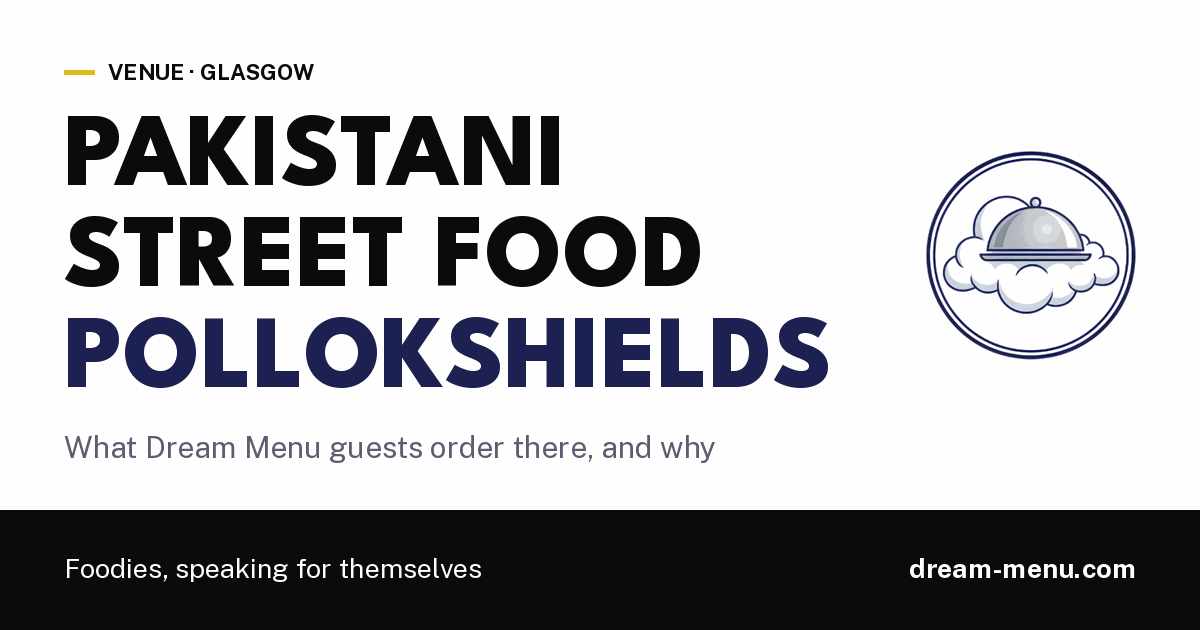 VENUE · GLASGOW
PAKISTANI
STREET FOOD
POLLOKSHIELDS
What Dream Menu guests order there, and why
Foodies, speaking for themselves
dream-menu.com